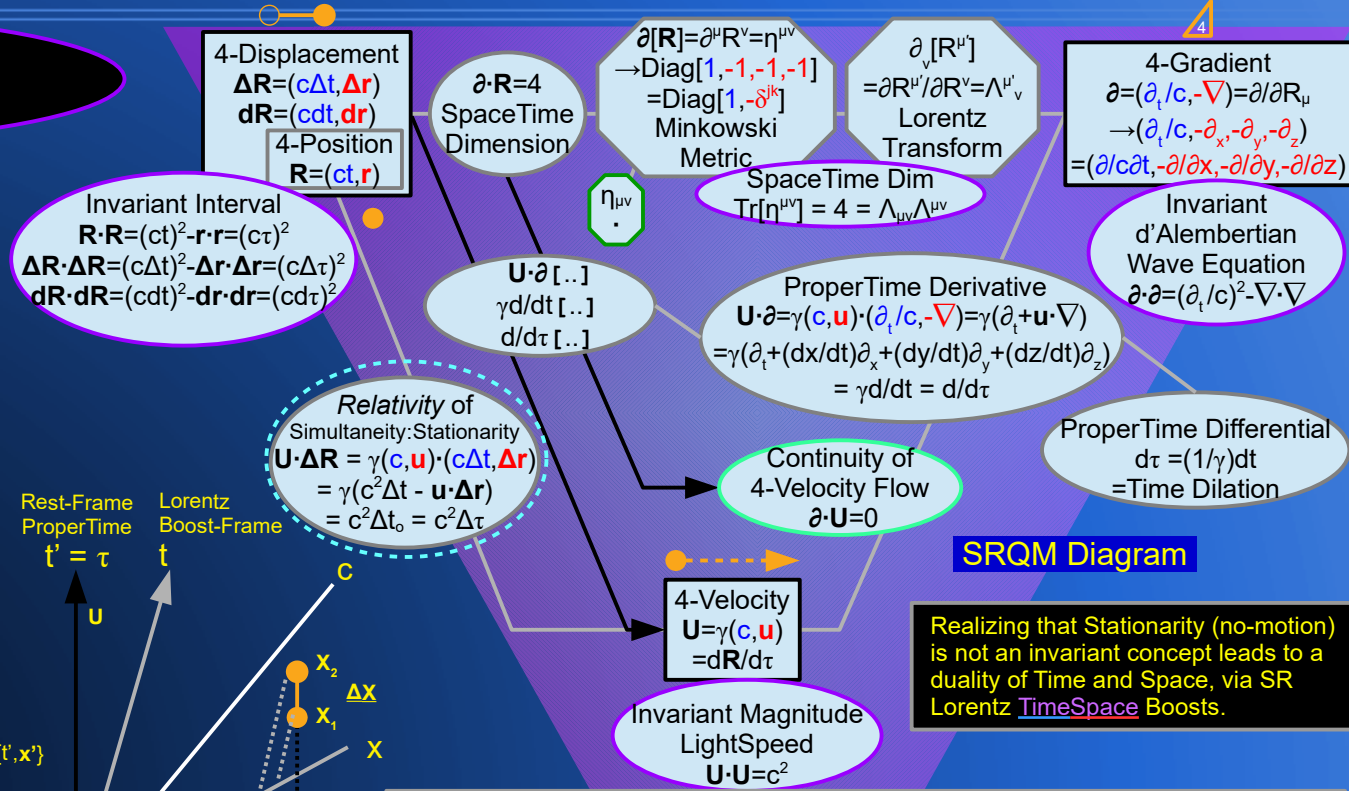 4-Displacement
ΔR=(cΔt,Δr)
dR=(cdt,dr)
4-Position
R=(ct,r)
∂·R=4
SpaceTime
Dimension
∂[R]=∂^μR^ν=η^μν
→Diag[1,-1,-1,-1]
=Diag[1,-δ^jk]
Minkowski
Metric
∂_ν[R^μ']
=∂R^μ'/∂R^ν=Λ^μ'_ν
Lorentz
Transform
4
4-Gradient
∂=(∂_t/c,-∇)=∂/∂R_μ
→(∂_t/c,-∂_x,-∂_y,-∂_z)
=(∂/c∂t,-∂/∂x,-∂/∂y,-∂/∂z)
Invariant Interval
R·R=(ct)²-r·r=(cτ)²
ΔR·ΔR=(cΔt)²-Δr·Δr=(cΔτ)²
dR·dR=(cdt)²-dr·dr=(cdτ)²
η_μν
·
SpaceTime Dim
Tr[η^μν] = 4 = Λ_μνΛ^μν
Invariant
d'Alembertian
Wave Equation
∂·∂=(∂_t/c)²-∇·∇
U·∂[..]
γd/dt[..]
d/dτ[..]
ProperTime Derivative
U·∂=γ(c,u)·(∂_t/c,-∇)=γ(∂_t+u·∇)
=γ(∂_t+(dx/dt)∂_x+(dy/dt)∂_y+(dz/dt)∂_z)
= γd/dt = d/dτ
Relativity of
Simultaneity:Stationarity
U·ΔR = γ(c,u)·(cΔt,Δr)
= γ(c²Δt - u·Δr)
= c²Δt_o = c²Δτ
ProperTime Differential
dτ =(1/γ)dt
=Time Dilation
Continuity of
4-Velocity Flow
∂·U=0
SRQM Diagram
4-Velocity
U=γ(c,u)
=dR/dτ
Invariant Magnitude
LightSpeed
U·U=c²
Realizing that Stationarity (no-motion)
is not an invariant concept leads to a
duality of Time and Space, via SR
Lorentz TimeSpace Boosts.
Rest-Frame
ProperTime
t' = τ
Lorentz
Boost-Frame
t
U
c
X₂
ΔX
X₁
x
t',x'}